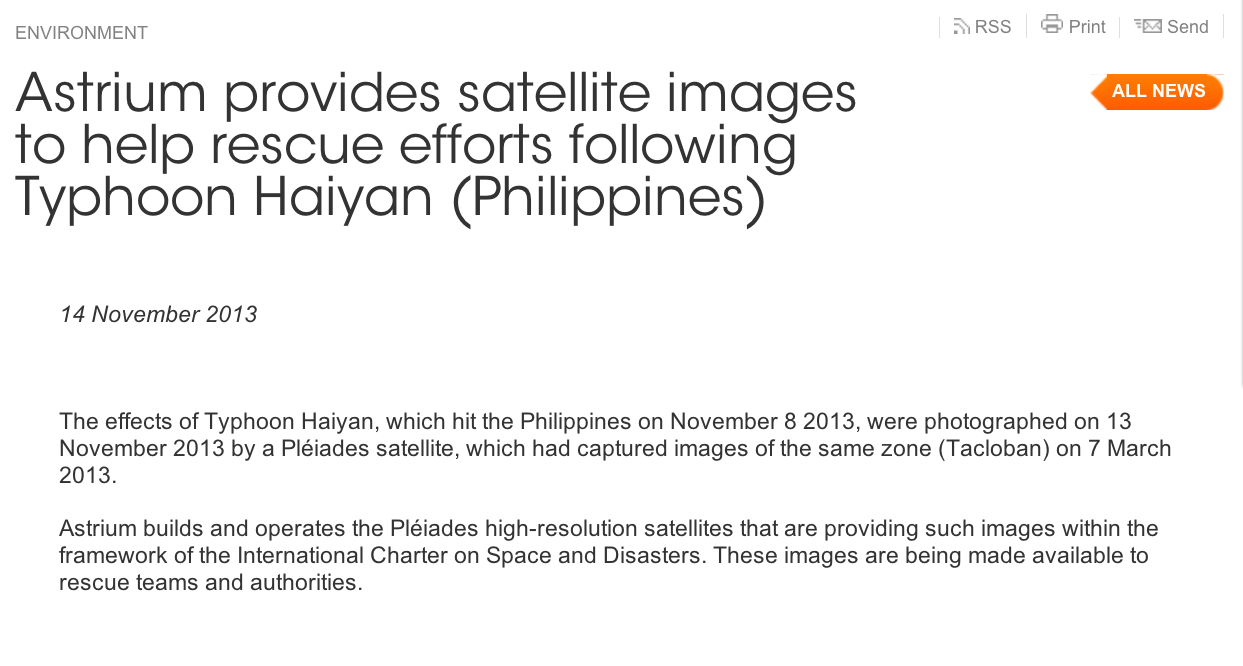 ENVIRONMENT
RSS
Print
Send
Astrium provides satellite images
to help rescue efforts following
Typhoon Haiyan (Philippines)
ALL NEWS
14 November 2013
The effects of Typhoon Haiyan, which hit the Philippines on November 8 2013, were photographed on 13
November 2013 by a Pléiades satellite, which had captured images of the same zone (Tacloban) on 7 March
2013.
Astrium builds and operates the Pléiades high-resolution satellites that are providing such images within the
framework of the International Charter on Space and Disasters. These images are being made available to
rescue teams and authorities.